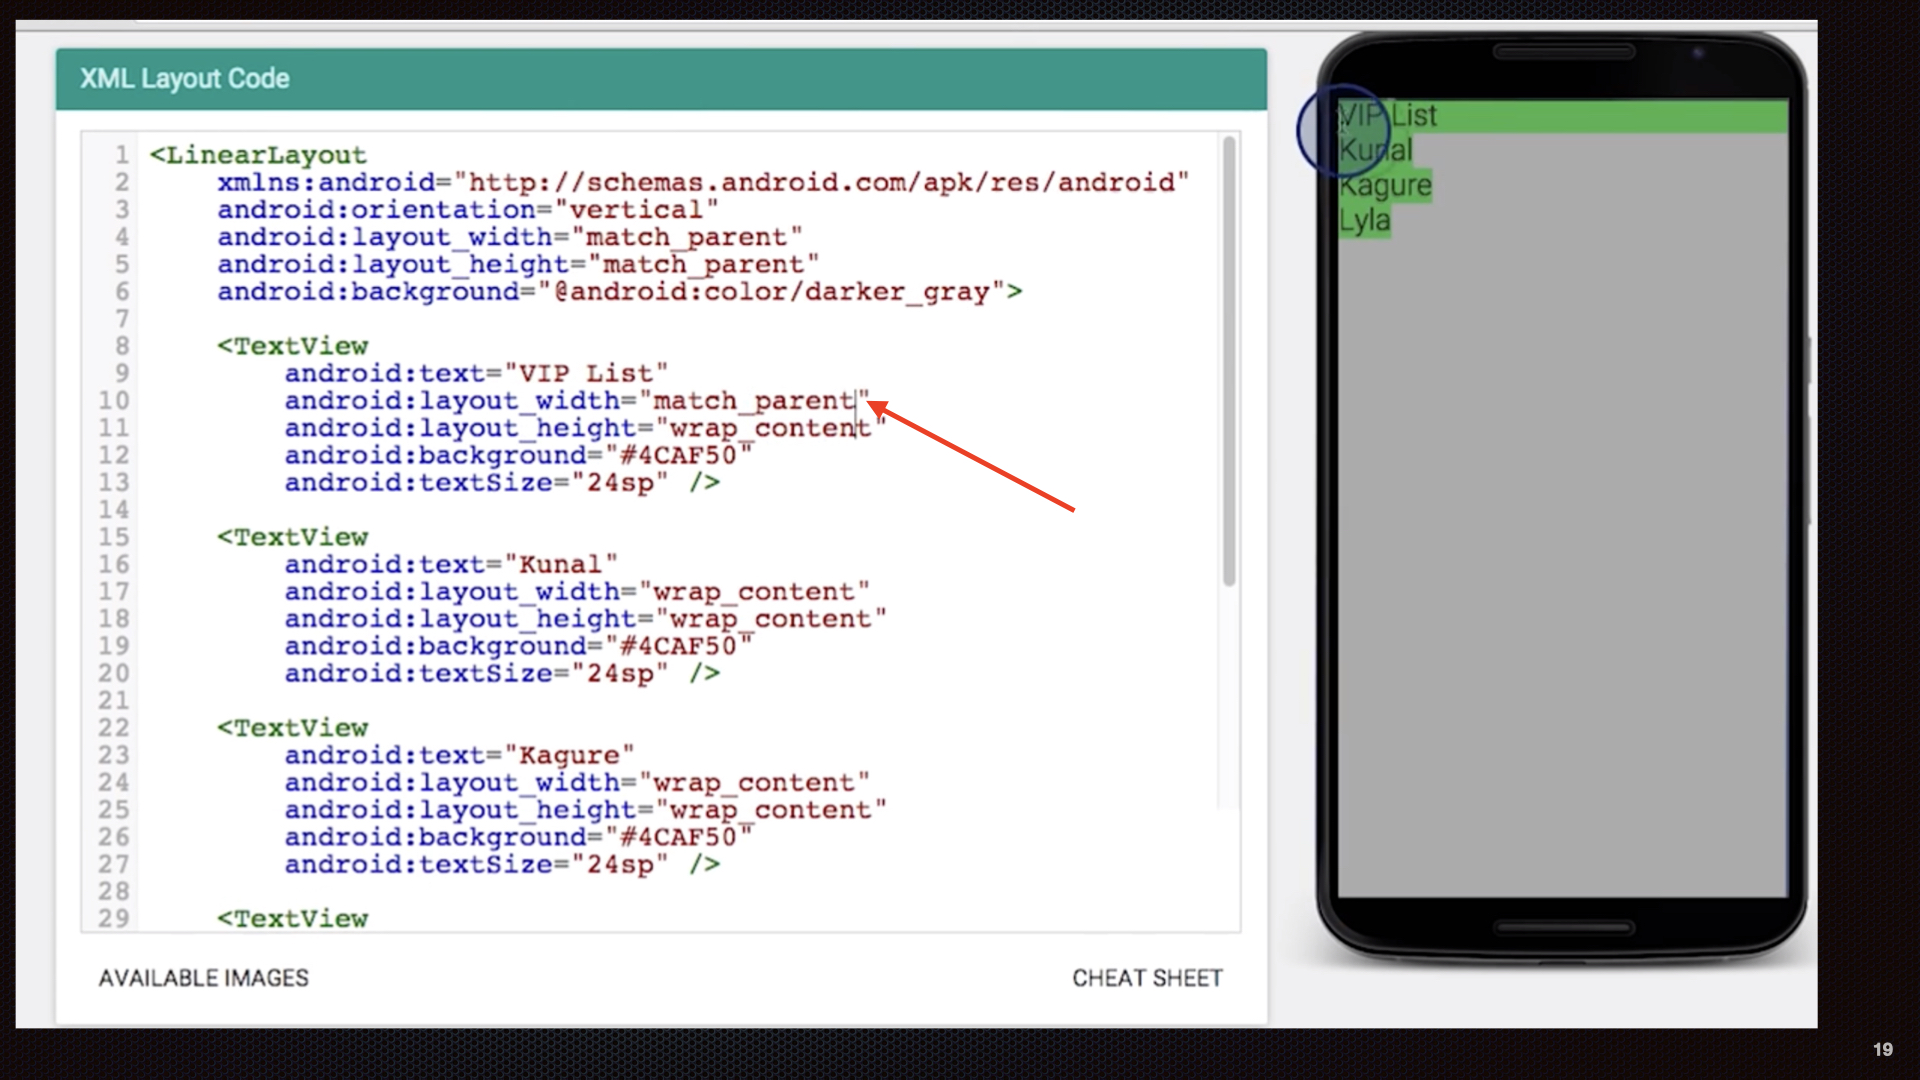 XML Layout Code
1 <LinearLayout
2 xmlns:android="http://schemas.android.com/apk/res/android"
3 android:orientation="vertical"
4 android:layout_width="match_parent"
5 android:layout_height="match_parent"
6 android:background="@android:color/darker_gray">
7
8 <TextView
9 android:text="VIP List"
10 android:layout_width="match_parent"
11 android:layout_height="wrap_content"
12 android:background="#4CAF50"
13 android:textSize="24sp" />
14
15 <TextView
16 android:text="Kunal"
17 android:layout_width="wrap_content"
18 android:layout_height="wrap_content"
19 android:background="#4CAF50"
20 android:textSize="24sp" />
21
22 <TextView
23 android:text="Kagure"
24 android:layout_width="wrap_content"
25 android:layout_height="wrap_content"
26 android:background="#4CAF50"
27 android:textSize="24sp" />
28
29 <TextView
AVAILABLE IMAGES
CHEAT SHEET
VIP List
Kunal
Kagure
Lyla
19